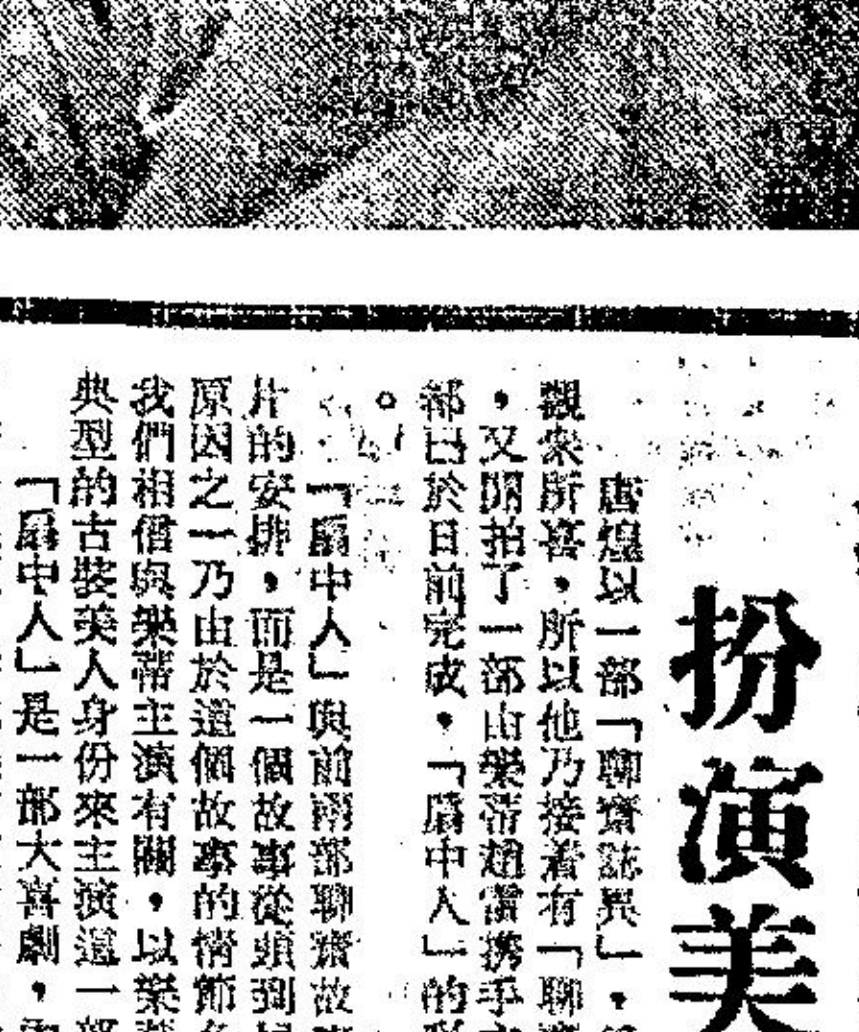 扮演美
唐煌以一部「聊齋誌異」，
觀衆所喜，所以他乃接着有「聊
，又開拍了一部由樂蒂趙雷携手
部已於日前完成，「扇中人」的
。
「扇中人」與前兩部聊齋故
片的安排，而是一個故事從頭到
原因之一乃由於這個故事的情節
我們相信與樂蒂主演有關，以樂
典型的古裝美人身份來主演這一部
「扇中人」是一部大喜劇，